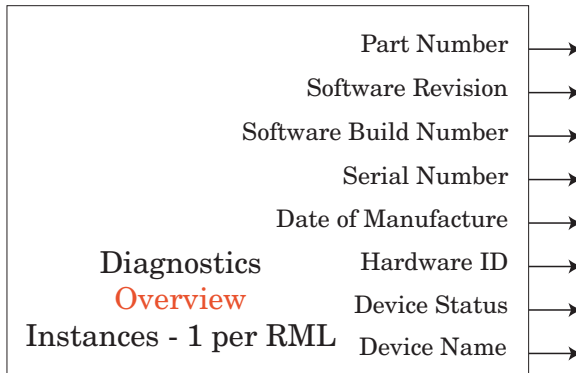 Part Number
Software Revision
Software Build Number
Serial Number
Date of Manufacture
Hardware ID
Device Status
Device Name
Diagnostics
Overview
Instances - 1 per RML